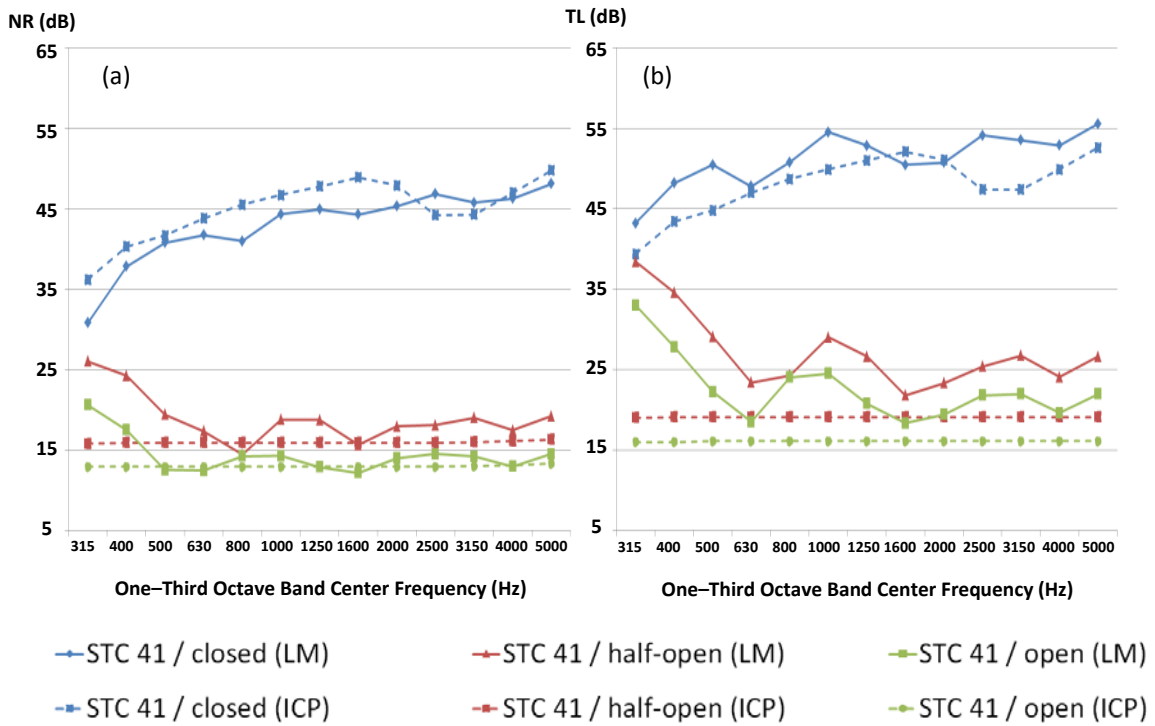 NR (dB)
TL (dB)
65
55
45
35
25
15
5
(a)
315 400 500 630 800 1000 1250 1600 2000 2500 3150 4000 5000
One–Third Octave Band Center Frequency (Hz)
65
55
45
35
25
15
5
(b)
315 400 500 630 800 1000 1250 1600 2000 2500 3150 4000 5000
One–Third Octave Band Center Frequency (Hz)
STC 41 / closed (LM)
STC 41 / half-open (LM)
STC 41 / open (LM)
STC 41 / closed (ICP)
STC 41 / half-open (ICP)
STC 41 / open (ICP)